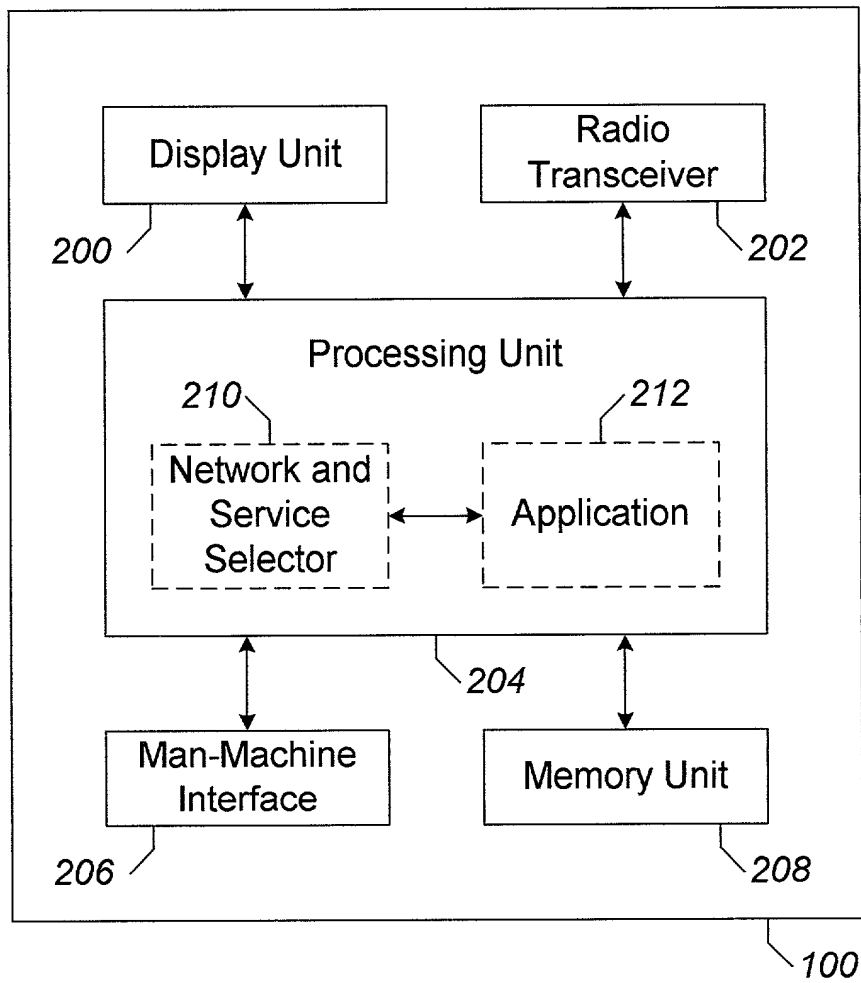 Display Unit
Radio
Transceiver
200
202
Processing Unit
210
212
Network and
Service
Selector
Application
204
Man-Machine
Interface
Memory Unit
206
208
100